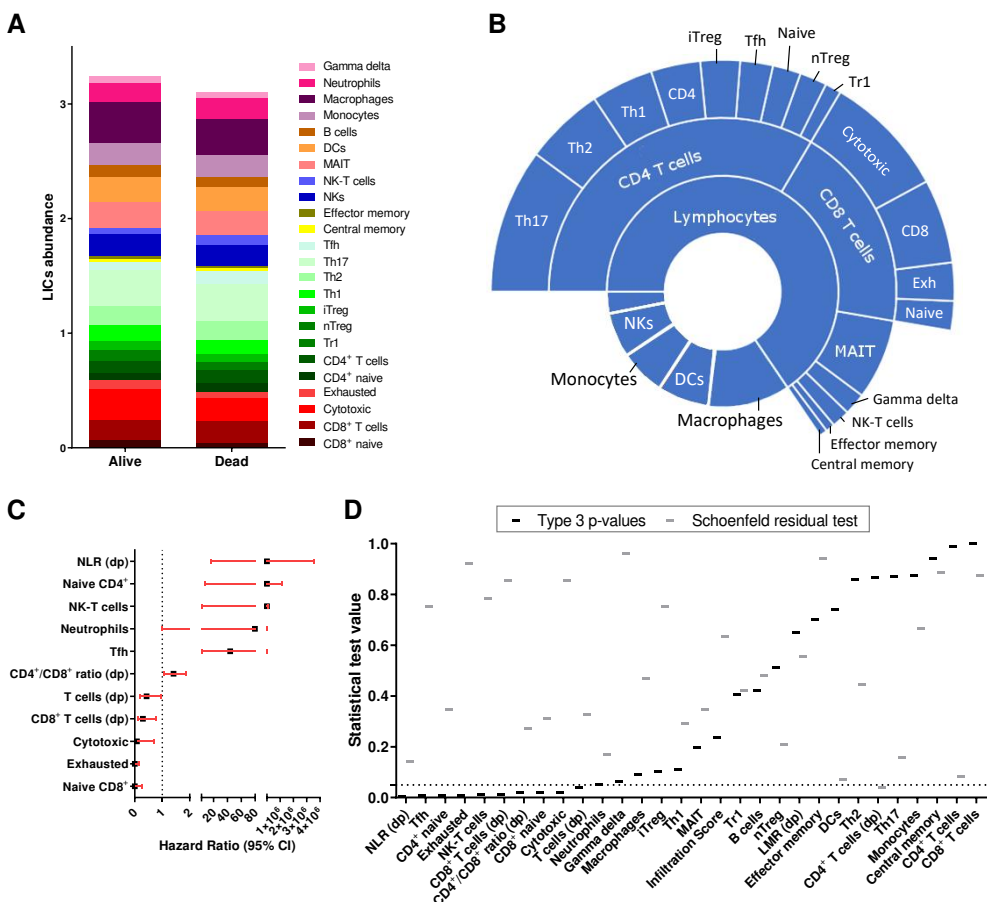 A
LICs abundance
3
2
1
0
Alive
Dead
Gamma delta
Neutrophils
Macrophages
Monocytes
B cells
DCs
MAIT
NK-T cells
NKs
Effector memory
Central memory
Tfh
Th17
Th2
Th1
iTreg
nTreg
Tr1
CD4⁺ T cells
CD4⁺ naive
Exhausted
Cytotoxic
CD8⁺ T cells
CD8⁺ naive
B
iTreg
Tfh
Naive
nTreg
Tr1
CD4
Th1
Th2
Th17
Cytotoxic
CD8
Exh
Naive
CD4 T cells
CD8 T cells
Lymphocytes
MAIT
Gamma delta
NK-T cells
Effector memory
Central memory
Macrophages
DCs
Monocytes
NKs
C
NLR (dp)
Naive CD4⁺
NK-T cells
Neutrophils
Tfh
CD4⁺/CD8⁺ ratio (dp)
T cells (dp)
CD8⁺ T cells (dp)
Cytotoxic
Exhausted
Naive CD8⁺
0 1 2 20 40 60 80 1×10⁶ 2×10⁶ 3×10⁶ 4×10⁶
Hazard Ratio (95% CI)
D
Type 3 p-values Schoenfeld residual test
Statistical test value
1.0
0.8
0.6
0.4
0.2
0.0
NLR (dp)
Tfh
CD4⁺ naive
Exhausted
NK-T cells
CD8⁺ T cells (dp)
CD4⁺/CD8⁺ ratio (dp)
CD8⁺ naive
Cytotoxic
T cells (dp)
Neutrophils
Gamma delta
Macrophages
iTreg
Th1
MAIT
Infiltration Score
Tr1
B cells
nTreg
LMR (dp)
Effector memory
DCs
Th2
CD4⁺ T cells (dp)
Th17
Monocytes
Central memory
CD4⁺ T cells
CD8⁺ T cells